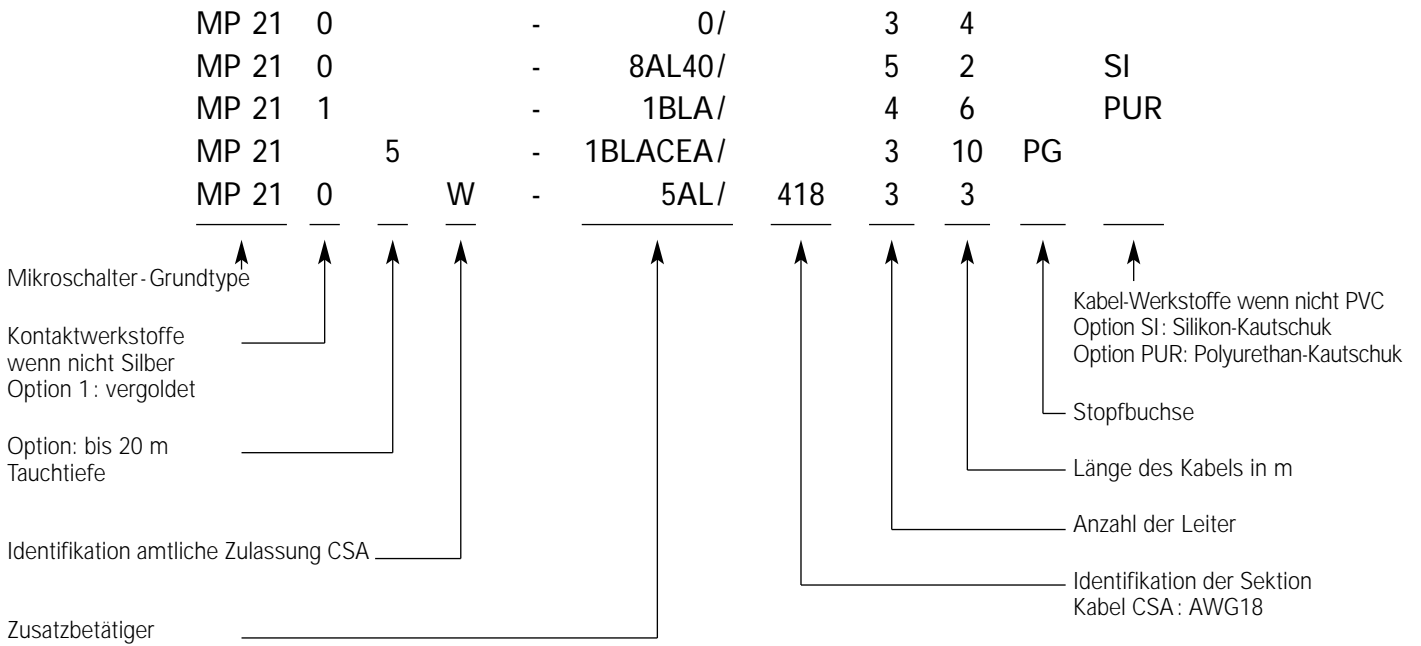 MP 21 0 - 0/ 3 4
MP 21 0 - 8AL40/ 5 2 SI
MP 21 1 - 1BLA/ 4 6 PUR
MP 21 5 - 1BLACEA/ 3 10 PG
MP 21 0 W - 5AL/ 418 3 3
Mikroschalter-Grundtype
Kontaktwerkstoffe
wenn nicht Silber
Option 1: vergoldet
Option: bis 20 m
Tauchtiefe
Identifikation amtliche Zulassung CSA
Zusatzbetätiger
Kabel-Werkstoffe wenn nicht PVC
Option SI: Silikon-Kautschuk
Option PUR: Polyurethan-Kautschuk
Stopfbuchse
Länge des Kabels in m
Anzahl der Leiter
Identifikation der Sektion
Kabel CSA: AWG18